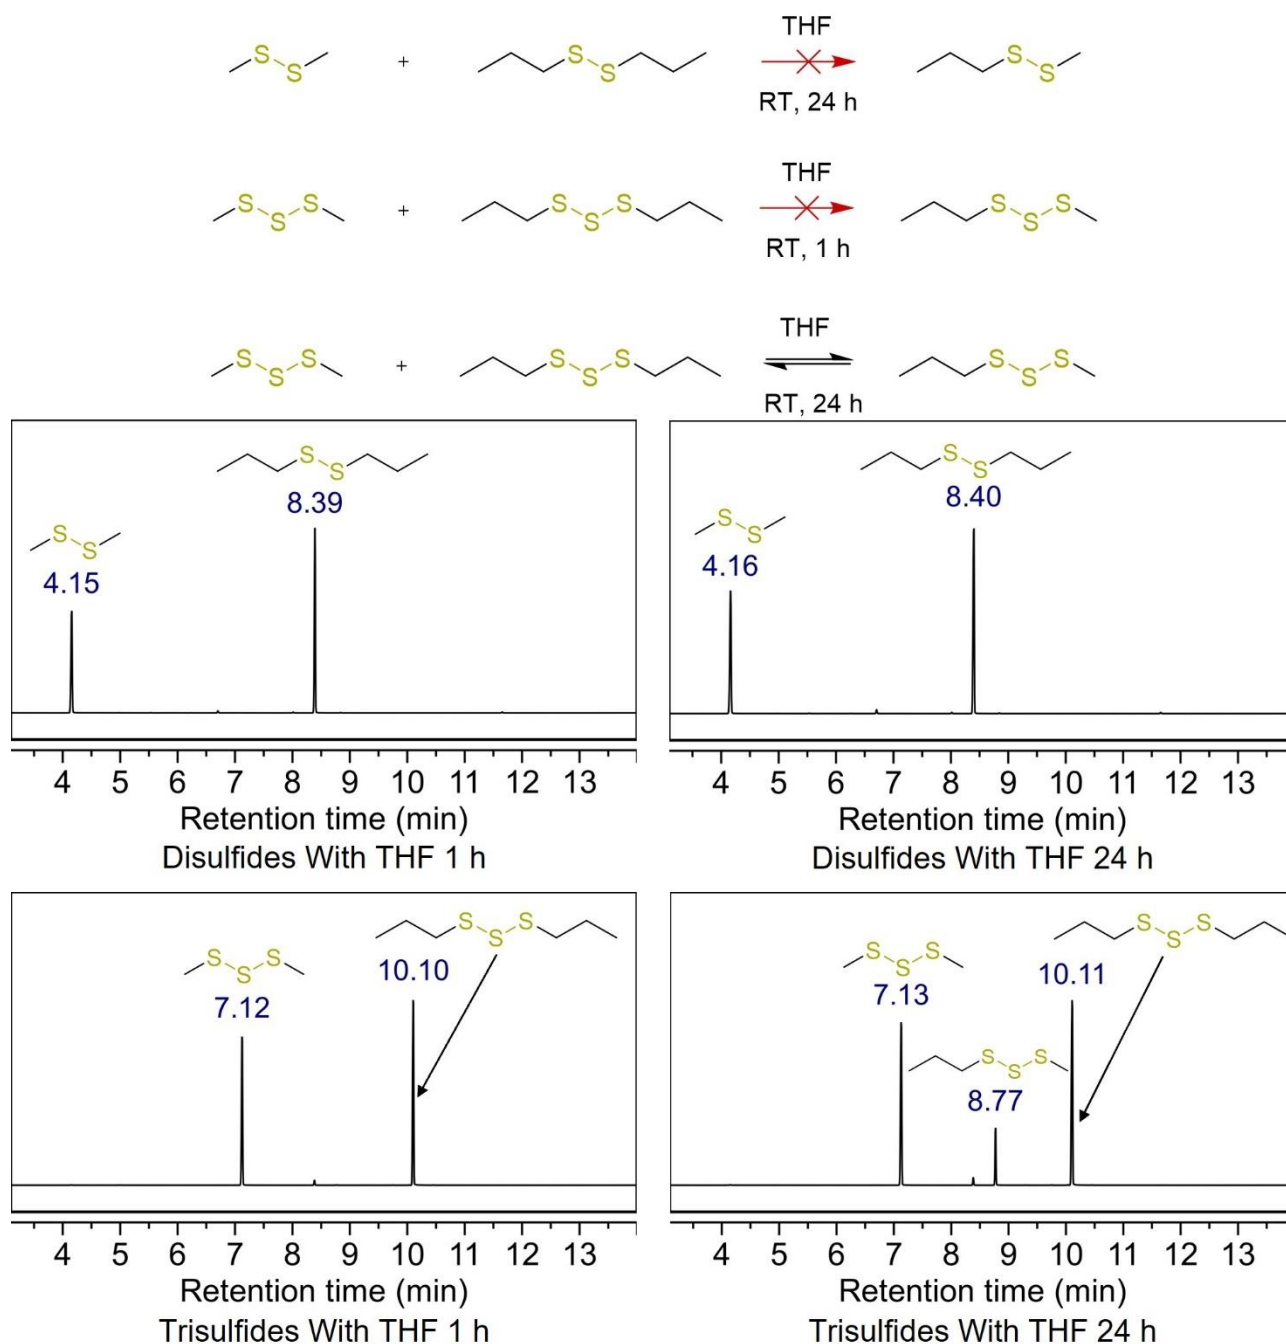 THF
S S + S S S S
RT, 24 h
THF
S S S + S S S S S S
RT, 1 h
THF
S S S + S S S S S S
RT, 24 h
S S
8.39
S S
4.15
4 5 6 7 8 9 10 11 12 13
Retention time (min)
Disulfides With THF 1 h
S S
8.40
S S
4.16
4 5 6 7 8 9 10 11 12 13
Retention time (min)
Disulfides With THF 24 h
S S S
10.10
S S S
7.12
4 5 6 7 8 9 10 11 12 13
Retention time (min)
Trisulfides With THF 1 h
S S S
10.11
S S S
7.13
S S S
8.77
4 5 6 7 8 9 10 11 12 13
Retention time (min)
Trisulfides With THF 24 h